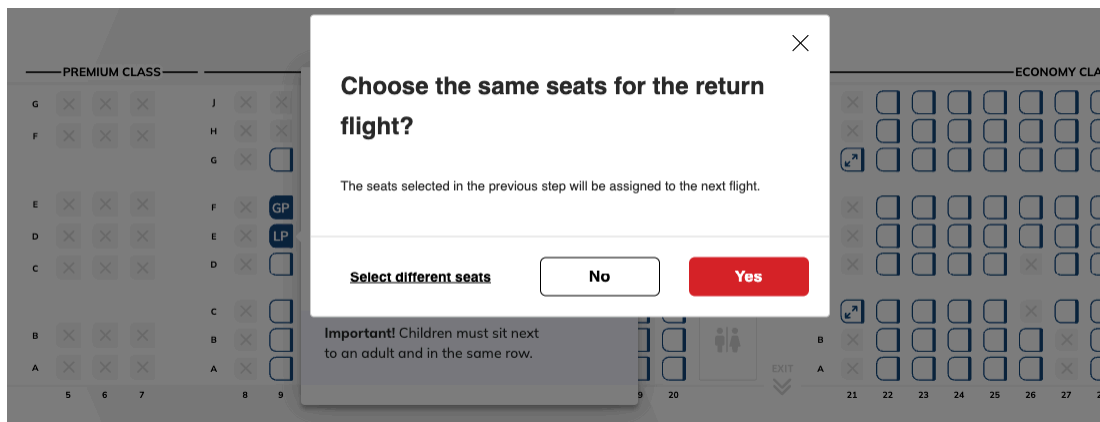 PREMIUM CLASS
ECONOMY CLA
Choose the same seats for the return
flight?
The seats selected in the previous step will be assigned to the next flight.
Select different seats
No
Yes
G
F
E
D
C
B
A
J
H
G
F
GP
E
LP
D
C
B
A
Important! Children must sit next
to an adult and in the same row.
EXIT
B
A
5 6 7 8 9 9 20 21 22 23 24 25 26 27 2